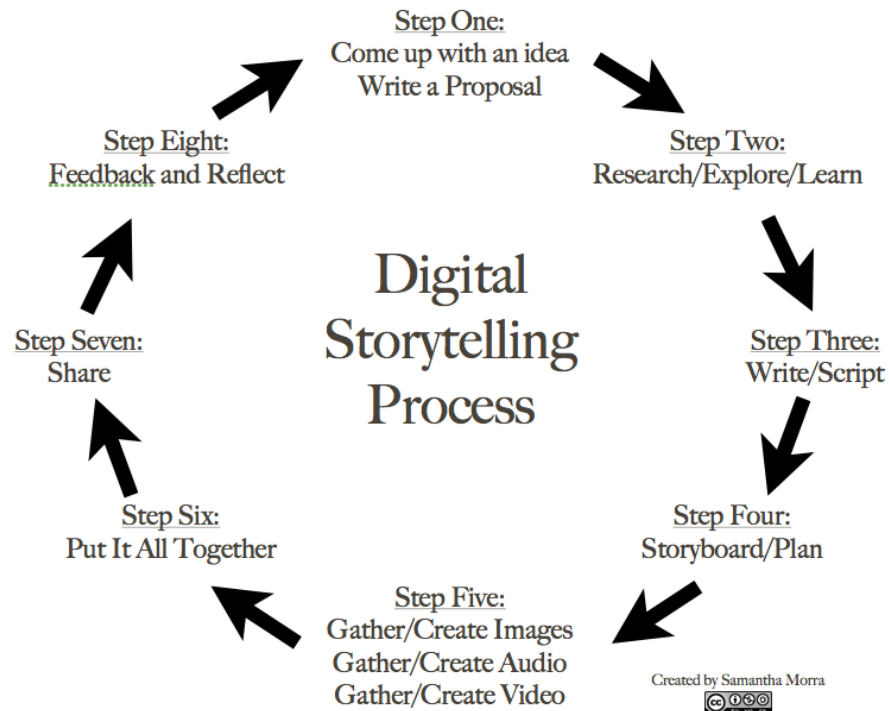 Step One:
Come up with an idea
Write a Proposal
Step Two:
Research/Explore/Learn
Step Three:
Write/Script
Step Four:
Storyboard/Plan
Step Five:
Gather/Create Images
Gather/Create Audio
Gather/Create Video
Step Six:
Put It All Together
Step Seven:
Share
Step Eight:
Feedback and Reflect
Digital
Storytelling
Process
Created by Samantha Morra
cc